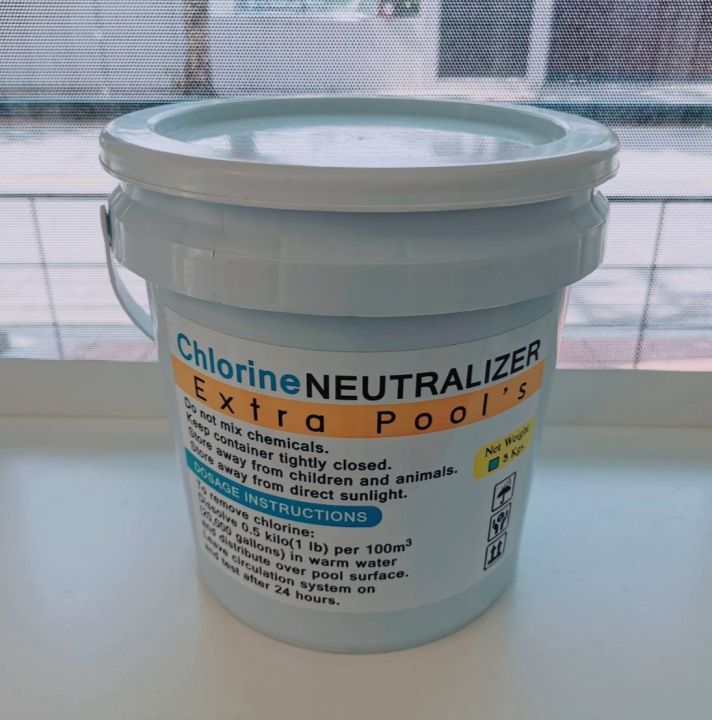 Chlorine NEUTRALIZER
Extra Pool's
Do not mix chemicals.
Keep container tightly closed.
Store away from children and animals.
Store away from direct sunlight.
Net Weight
5 Kgs.
DOSAGE INSTRUCTIONS
To remove chlorine:
Dissolve 0.5 kilo(1 lb) per 100m³
(20,000 gallons) in warm water
and distribute over pool surface.
Leave circulation system on
and test after 24 hours.